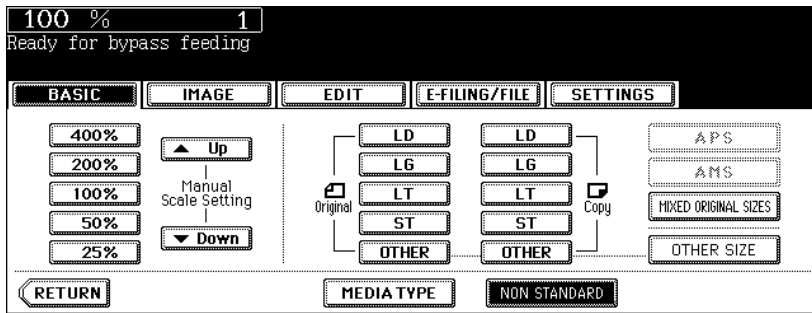 100 % 1
Ready for bypass feeding
BASIC IMAGE EDIT E-FILING/FILE SETTINGS
400%
200%
100%
50%
25%
Up
Manual
Scale Setting
Down
Original
LD
LG
LT
ST
OTHER
LD
LG
LT
ST
OTHER
Copy
APS
AMS
MIXED ORIGINAL SIZES
OTHER SIZE
RETURN MEDIA TYPE NON STANDARD